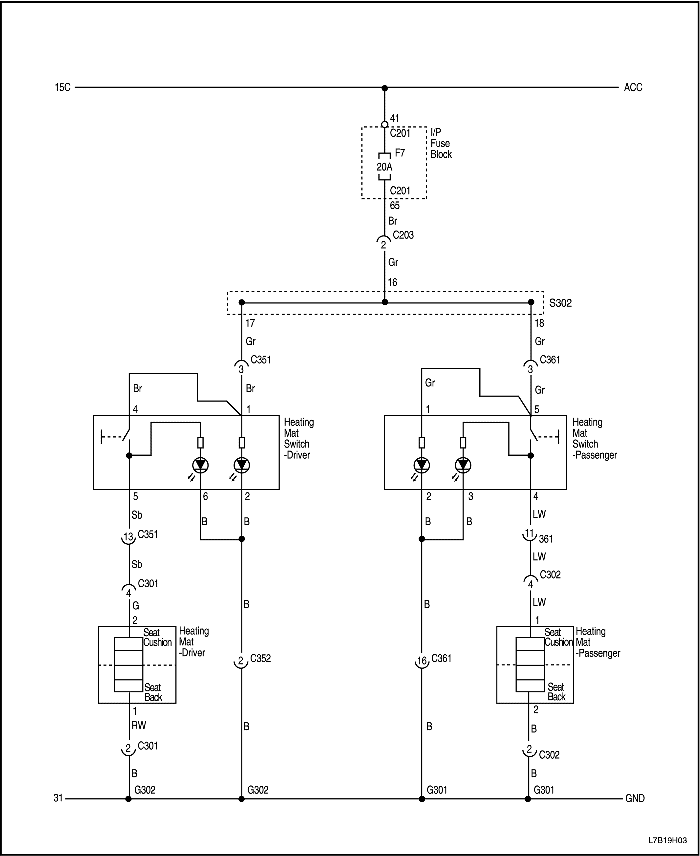 15C ACC
41
C201
I/P
Fuse
Block
F7
20A
C201
65
Br
C203
2
Gr
16
S302
17 18
Gr Gr
C351 C361
3 3
Br Br Gr Gr
4 1 1 5
Heating
Mat
Switch
-Driver
Heating
Mat
Switch
-Passenger
5 6 2 2 3 4
Sb B B B B LW
13 C351 11 361
Sb LW
C301 C302
4 4
G B B LW
2 1
Seat
Cushion
Heating
Mat
-Driver
Seat
Back
2 C352
16 C361
Seat
Cushion
Heating
Mat
-Passenger
Seat
Back
1 2
RW B B B
2 C301 2 C302
B B
G302 G302 G301 G301
31 GND
L7B19H03